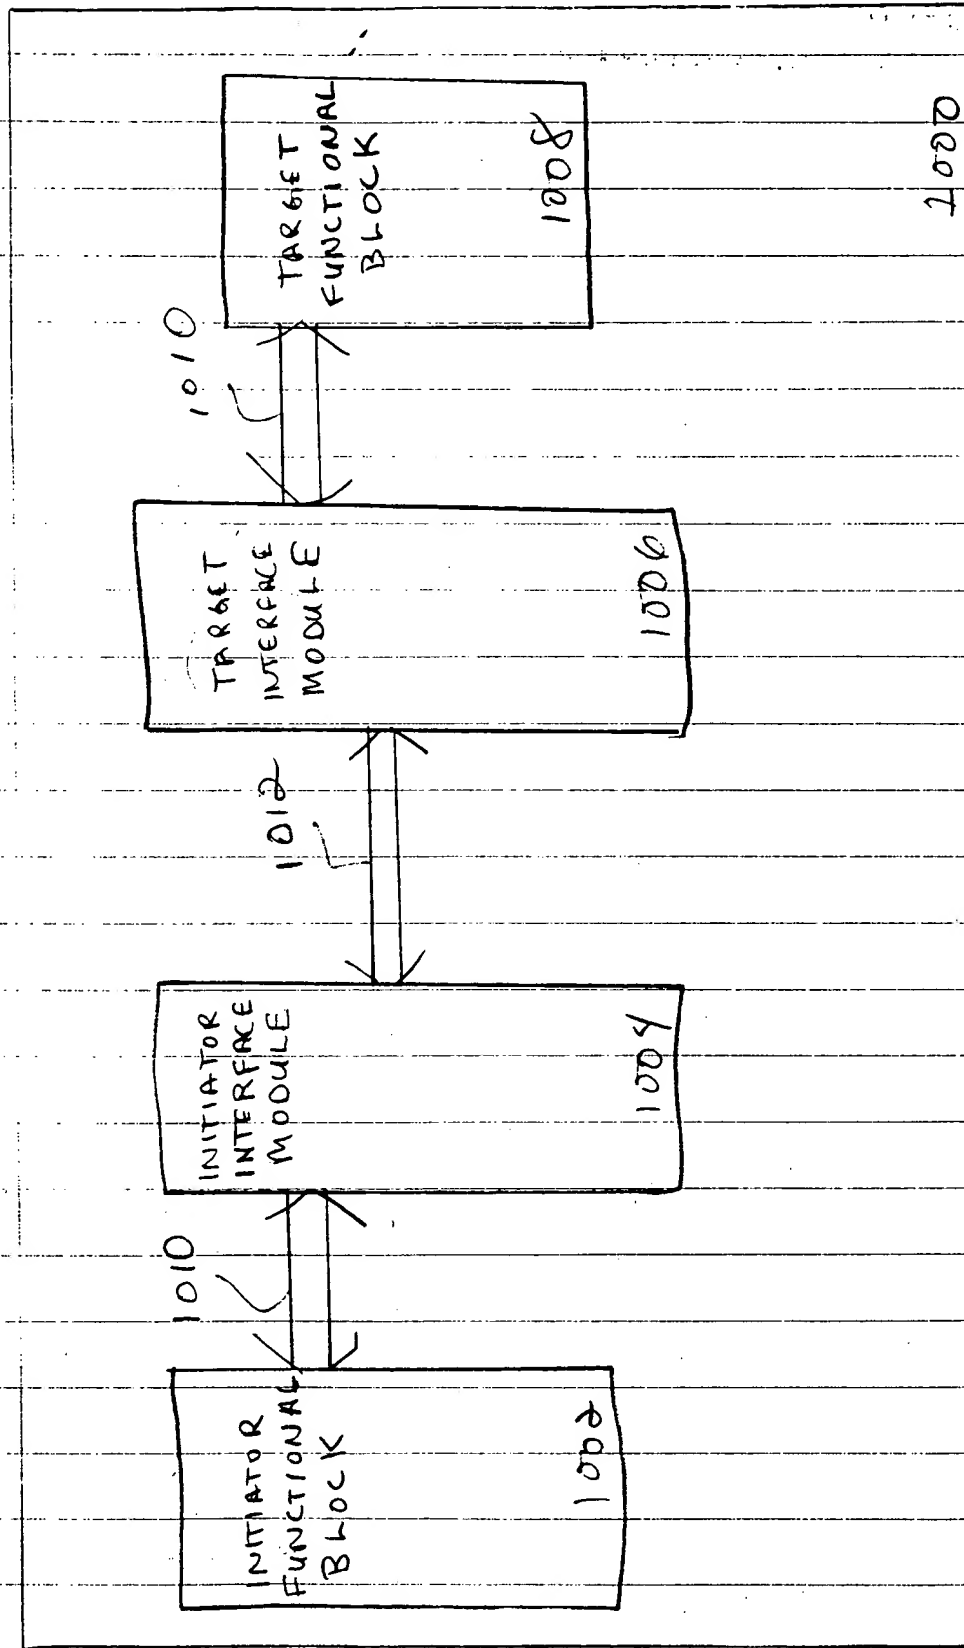 INITIATOR
FUNCTIONAL
BLOCK
1002
1010
INITIATOR
INTERFACE
MODULE
1004
1012
TARGET
INTERFACE
MODULE
1006
1010
TARGET
FUNCTIONAL
BLOCK
1008
1000